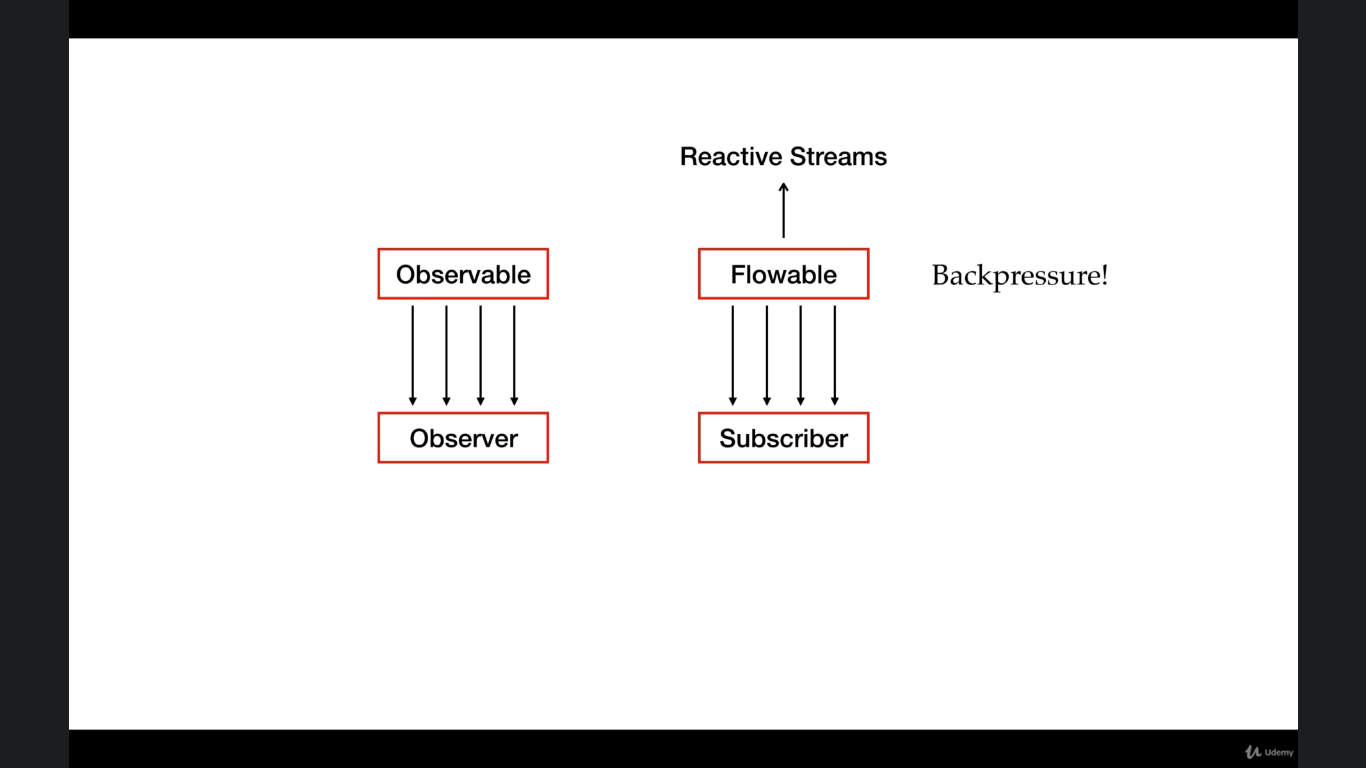 Reactive Streams
Observable
Flowable
Backpressure!
Observer
Subscriber
Udemy